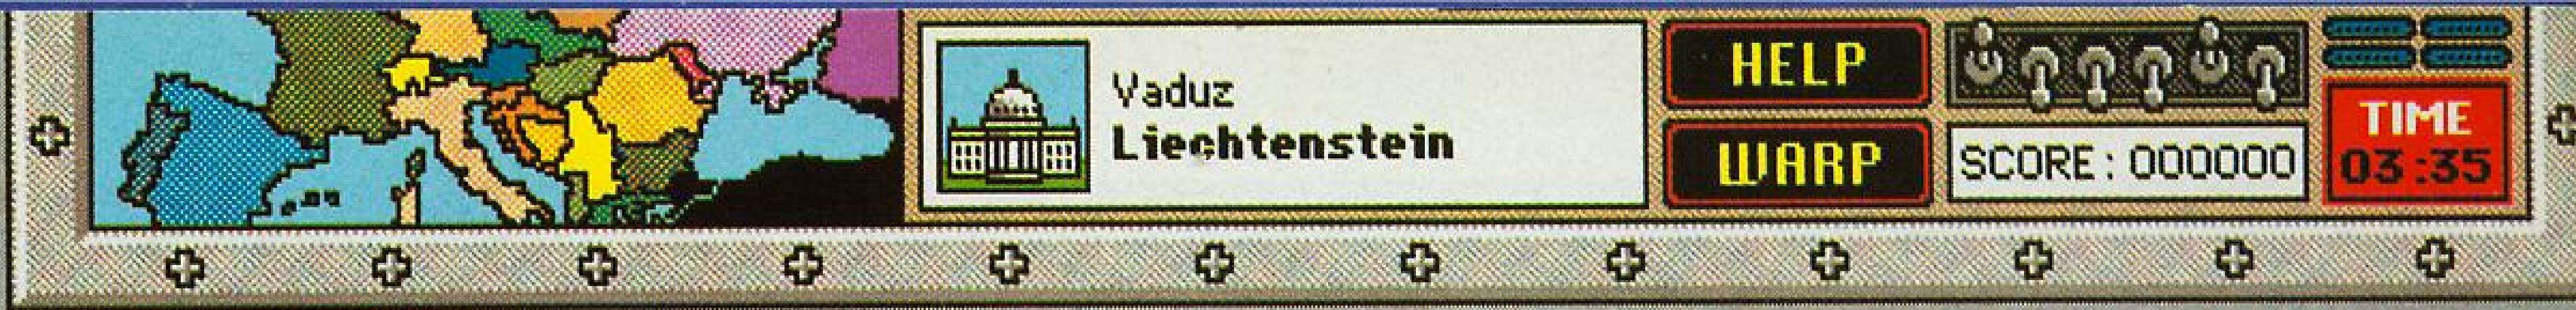 Vaduz
Liechtenstein
HELP
WARP
SCORE: 000000
TIME
03:35